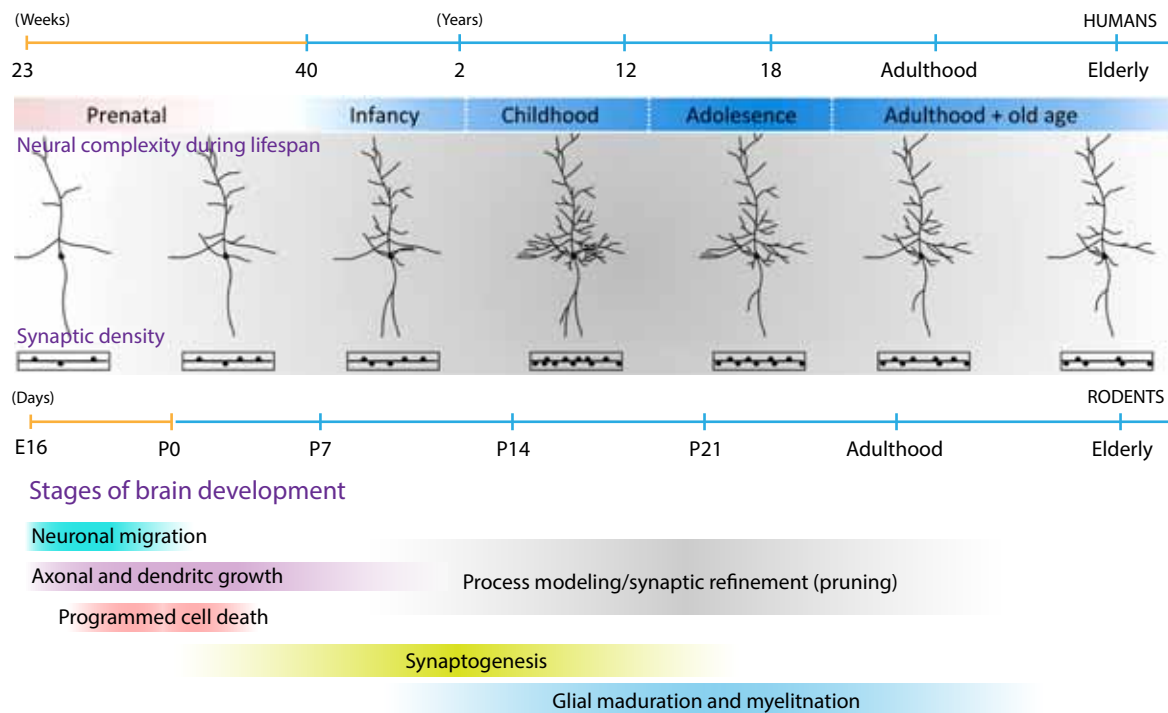 (Weeks) (Years) HUMANS
23 40 2 12 18 Adulthood Elderly
Prenatal Infancy Childhood Adolesence Adulthood + old age
Neural complexity during lifespan
Synaptic density
(Days) RODENTS
E16 P0 P7 P14 P21 Adulthood Elderly
Stages of brain development
Neuronal migration
Axonal and dendritc growth
Process modeling/synaptic refinement (pruning)
Programmed cell death
Synaptogenesis
Glial maduration and myelitnation